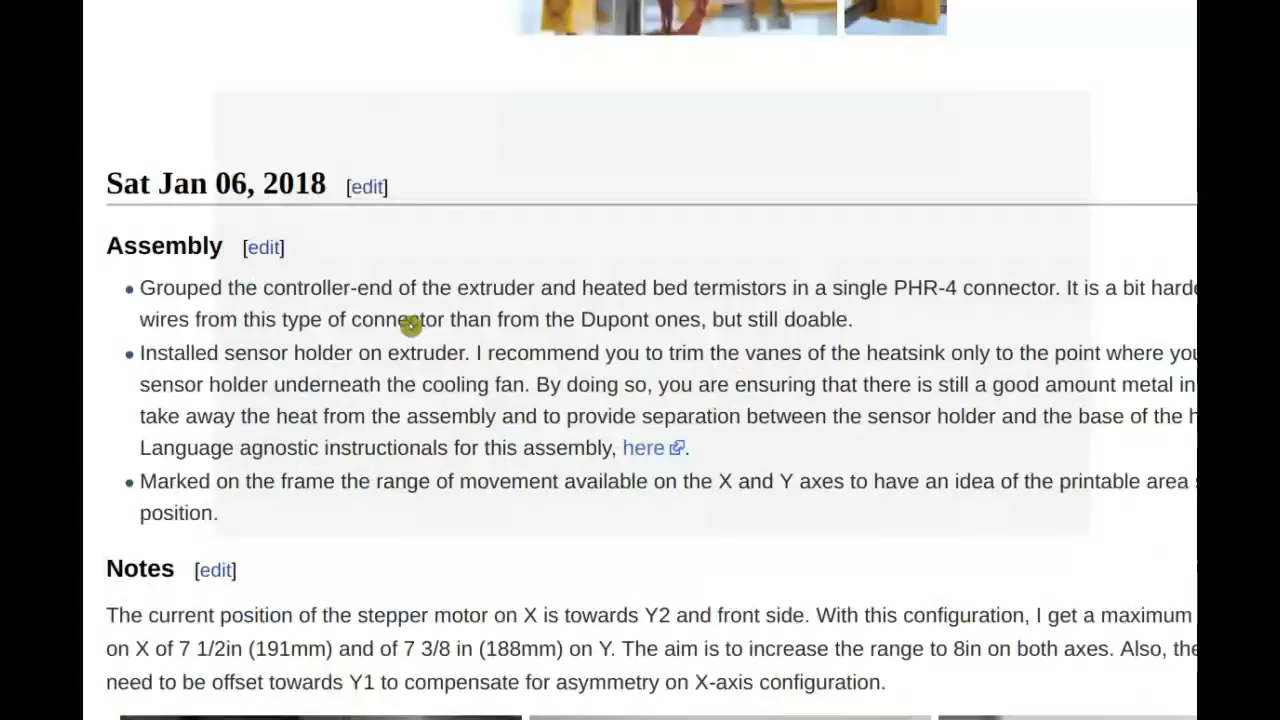 Sat Jan 06, 2018 [edit]
Assembly [edit]
Grouped the controller-end of the extruder and heated bed termistors in a single PHR-4 connector. It is a bit
wires from this type of connector than from the Dupont ones, but still doable.
Installed sensor holder on extruder. I recommend you to trim the vanes of the heatsink only to the point where
sensor holder underneath the cooling fan. By doing so, you are ensuring that there is still a good amount metal in
take away the heat from the assembly and to provide separation between the sensor holder and the base of the
Language agnostic instructionals for this assembly, here.
Marked on the frame the range of movement available on the X and Y axes to have an idea of the printable area
position.
Notes [edit]
The current position of the stepper motor on X is towards Y2 and front side. With this configuration, I get a maximum
on X of 7 1/2in (191mm) and of 7 3/8 in (188mm) on Y. The aim is to increase the range to 8in on both axes. Also,
need to be offset towards Y1 to compensate for asymmetry on X-axis configuration.